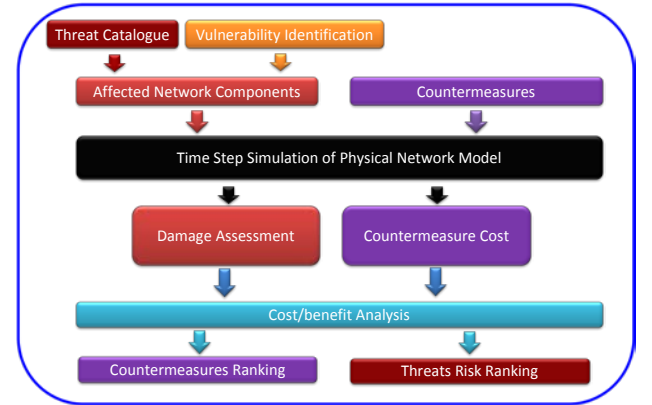 Threat Catalogue
Vulnerability Identification
Affected Network Components
Countermeasures
Time Step Simulation of Physical Network Model
Damage Assessment
Countermeasure Cost
Cost/benefit Analysis
Countermeasures Ranking
Threats Risk Ranking